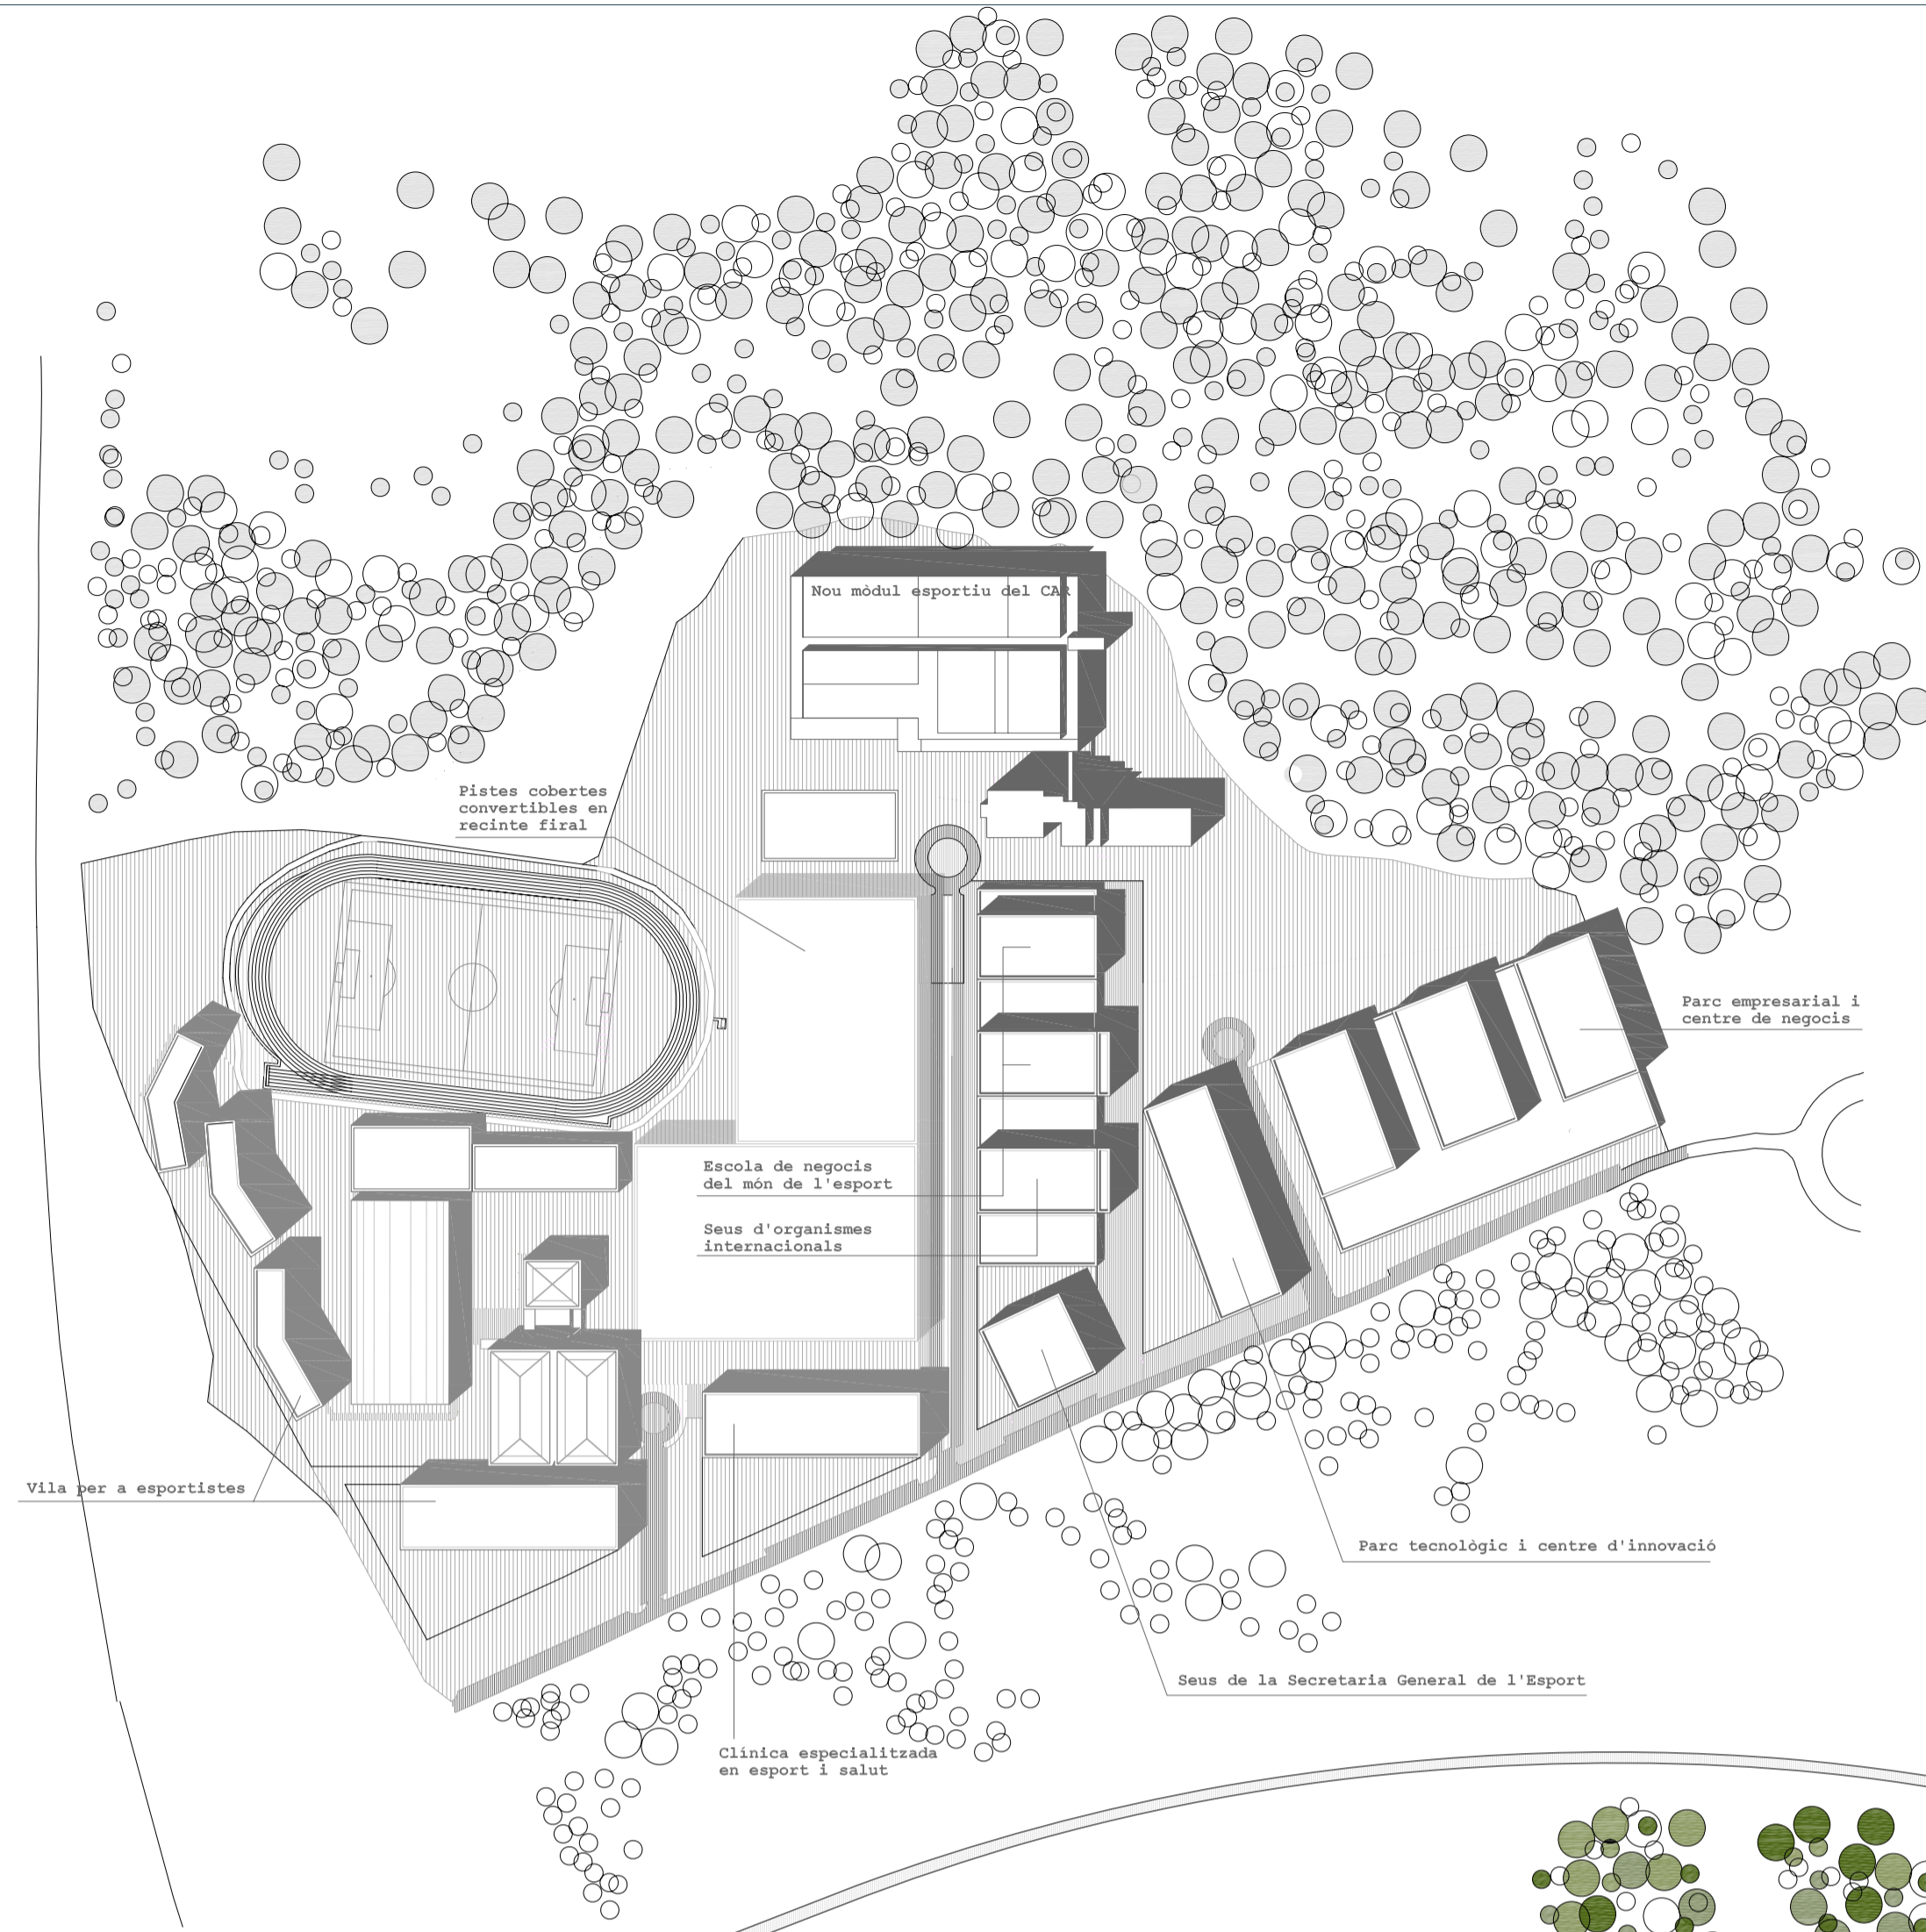 Nou mòdul esportiu del CAR
Pistes cobertes
convertibles en
recinte firal
Parc empresarial i
centre de negocis
Escola de negocis
del món de l'esport
Seus d'organismes
internacionals
Vila per a esportistes
Parc tecnològic i centre d'innovació
Seus de la Secretaria General de l'Esport
Clínica especialitzada
en esport i salut